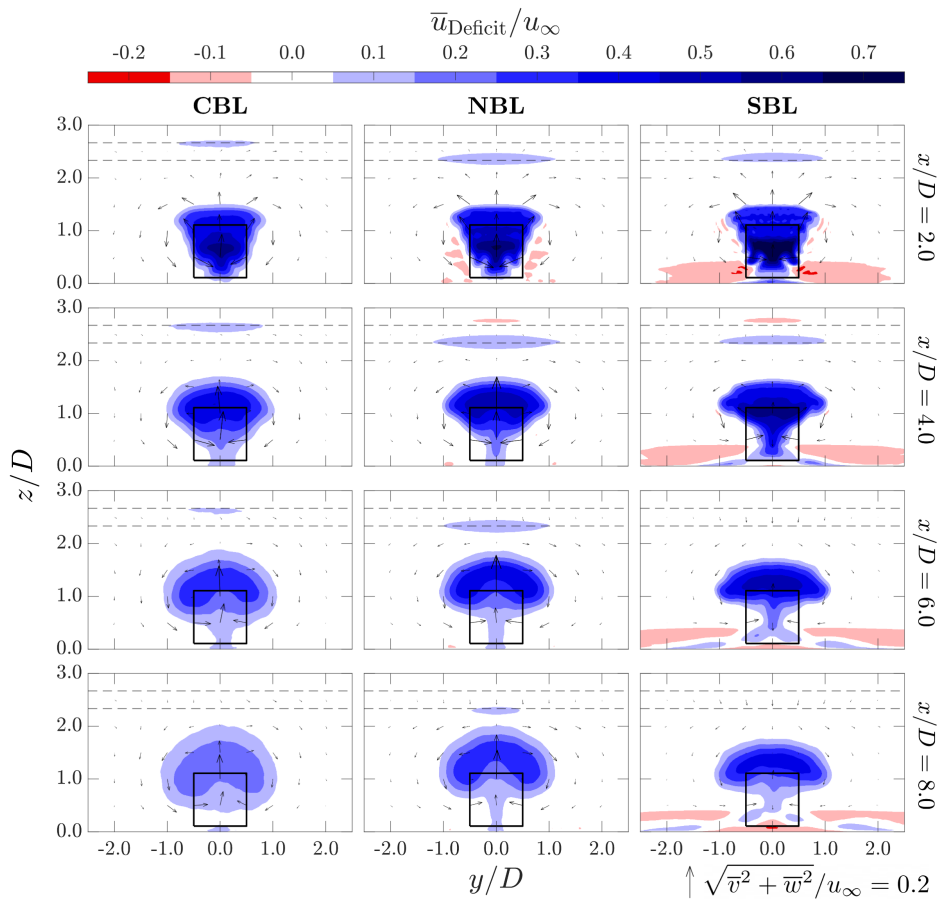 u̅_Deficit/u_∞
-0.2 -0.1 0.0 0.1 0.2 0.3 0.4 0.5 0.6 0.7
CBL NBL SBL
3.0
2.0
1.0
0.0
x/D = 2.0
3.0
2.0
1.0
0.0
x/D = 4.0
z/D
3.0
2.0
1.0
0.0
x/D = 6.0
3.0
2.0
1.0
0.0
x/D = 8.0
-2.0 -1.0 0.0 1.0 2.0 -2.0 -1.0 0.0 1.0 2.0 -2.0 -1.0 0.0 1.0 2.0
y/D
↑ √(v̅² + w̅²)/u_∞ = 0.2